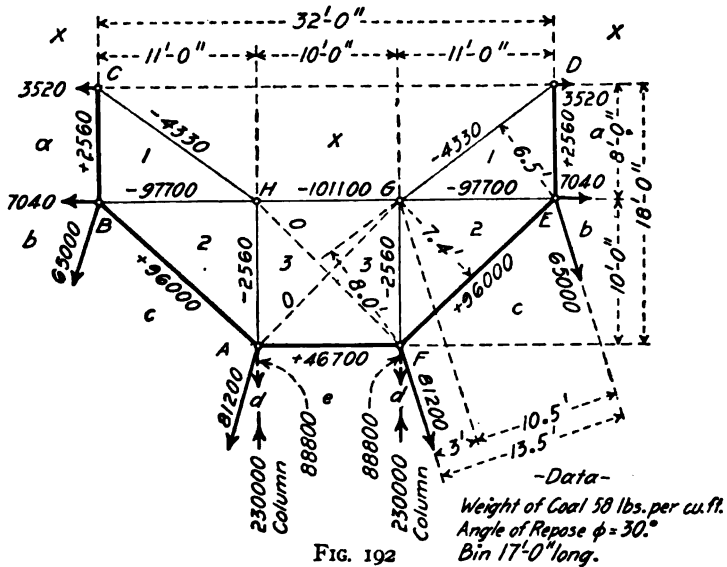 32'-0"
X X
11'-0" 10'-0" 11'-0"
C D
3520 3520
a +2560 1 -4330 X -4330 1 6.5' +2560 a 8'-0"
-97700 H -101100 G -97700 7040
7040 B E
b 65000 2 0 3 0 3 7.4' 2 65000 b 18'-0"
+96000 -2560 8.0' -2560 +96000 10'-0"
c c
A +46700 F
81200 d e d 81200
88800 88800
230000 Column 230000 Column
3' 10.5'
13.5'
-Data-
Weight of Coal 58 lbs. per cu.ft.
Angle of Repose φ = 30.°
Bin 17'-0" long.
FIG. 192